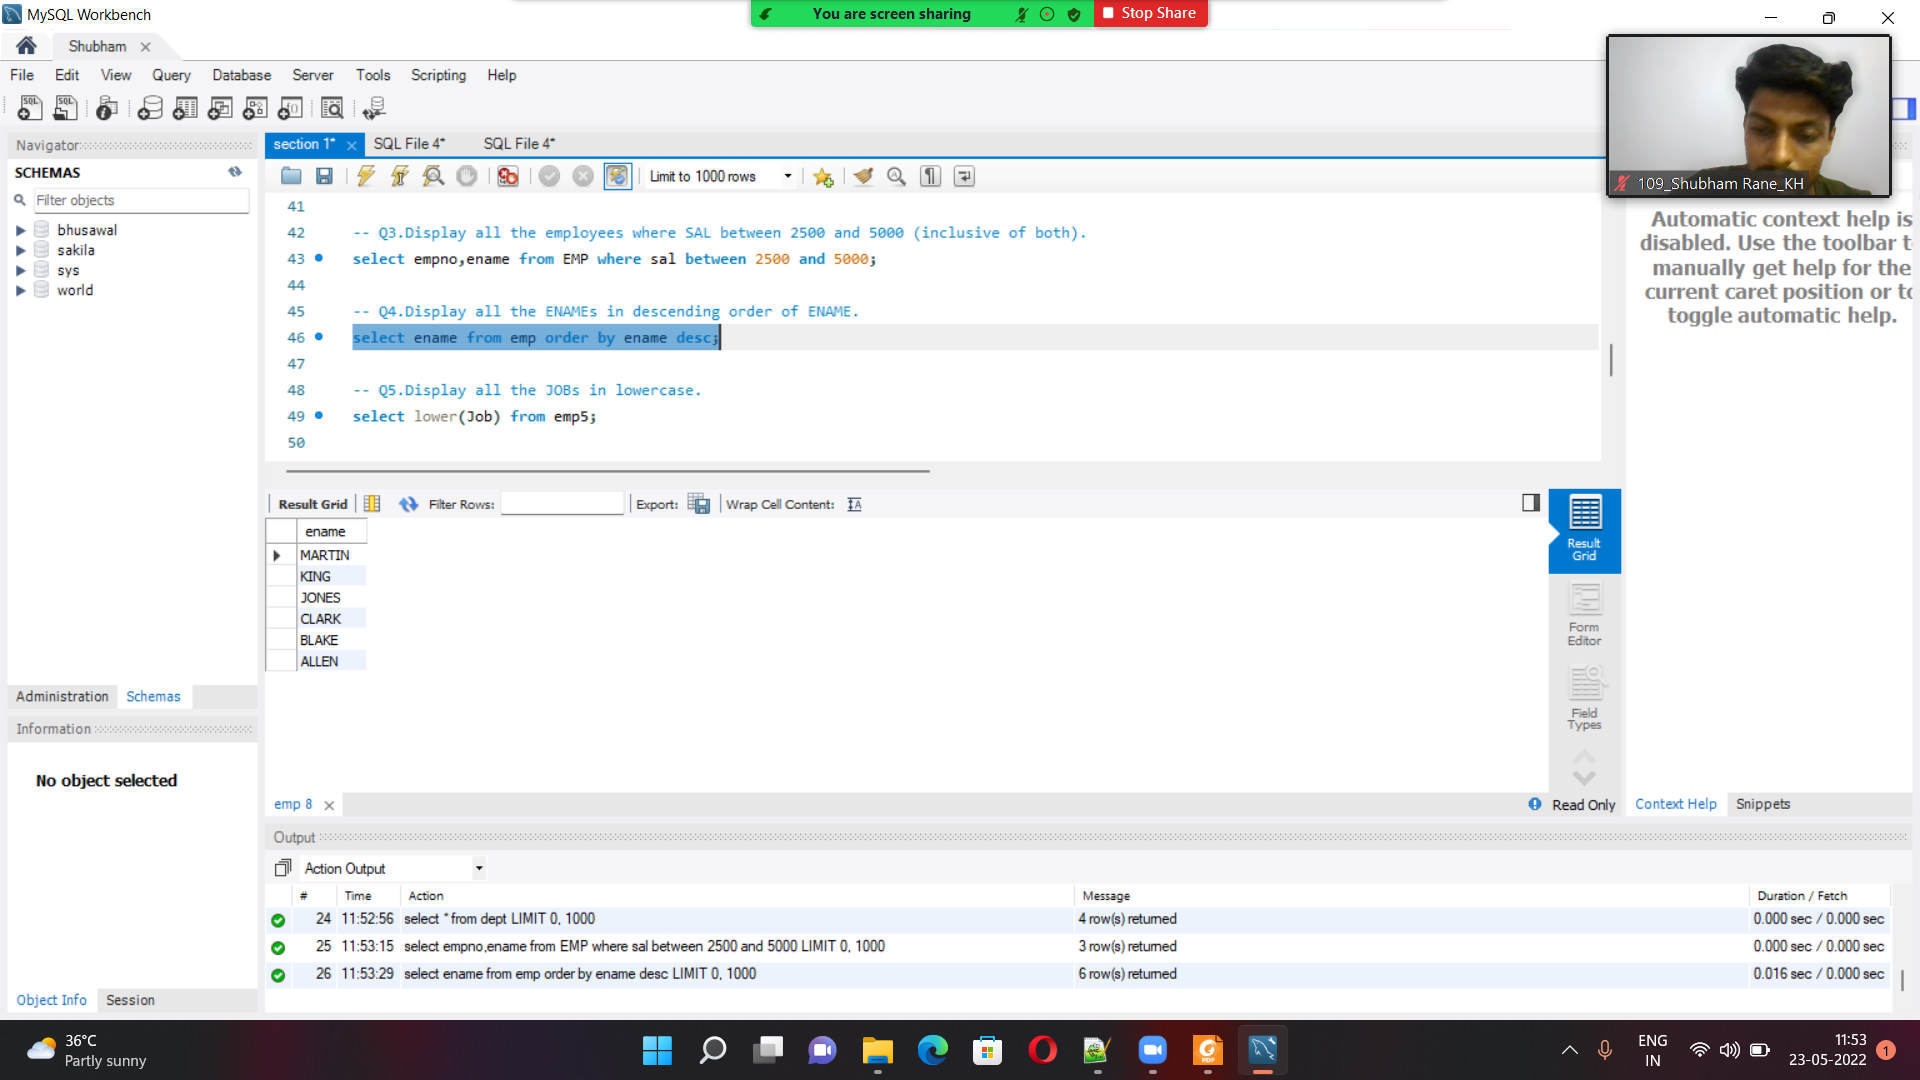 MySQL Workbench
You are screen sharing
Stop Share
Shubham
File Edit View Query Database Server Tools Scripting Help
Navigator
SCHEMAS
Filter objects
bhusawal
sakila
sys
world
Administration Schemas
Information
No object selected
Object Info Session
section 1* SQL File 4* SQL File 4*
Limit to 1000 rows
41
42 -- Q3.Display all the employees where SAL between 2500 and 5000 (inclusive of both).
43 select empno,ename from EMP where sal between 2500 and 5000;
44
45 -- Q4.Display all the ENAMEs in descending order of ENAME.
46 select ename from emp order by ename desc;
47
48 -- Q5.Display all the JOBs in lowercase.
49 select lower(Job) from emp5;
50
Result Grid Filter Rows: Export: Wrap Cell Content:
ename
MARTIN
KING
JONES
CLARK
BLAKE
ALLEN
Result
Grid
Form
Editor
Field
Types
emp 8
Read Only
109_Shubham Rane_KH
Automatic context help is
disabled. Use the toolbar t
manually get help for the
current caret position or to
toggle automatic help.
Context Help Snippets
Output
Action Output
# Time Action Message Duration / Fetch
24 11:52:56 select * from dept LIMIT 0, 1000 4 row(s) returned 0.000 sec / 0.000 sec
25 11:53:15 select empno,ename from EMP where sal between 2500 and 5000 LIMIT 0, 1000 3 row(s) returned 0.000 sec / 0.000 sec
26 11:53:29 select ename from emp order by ename desc LIMIT 0, 1000 6 row(s) returned 0.016 sec / 0.000 sec
36°C
Partly sunny
ENG
IN
11:53
23-05-2022
1